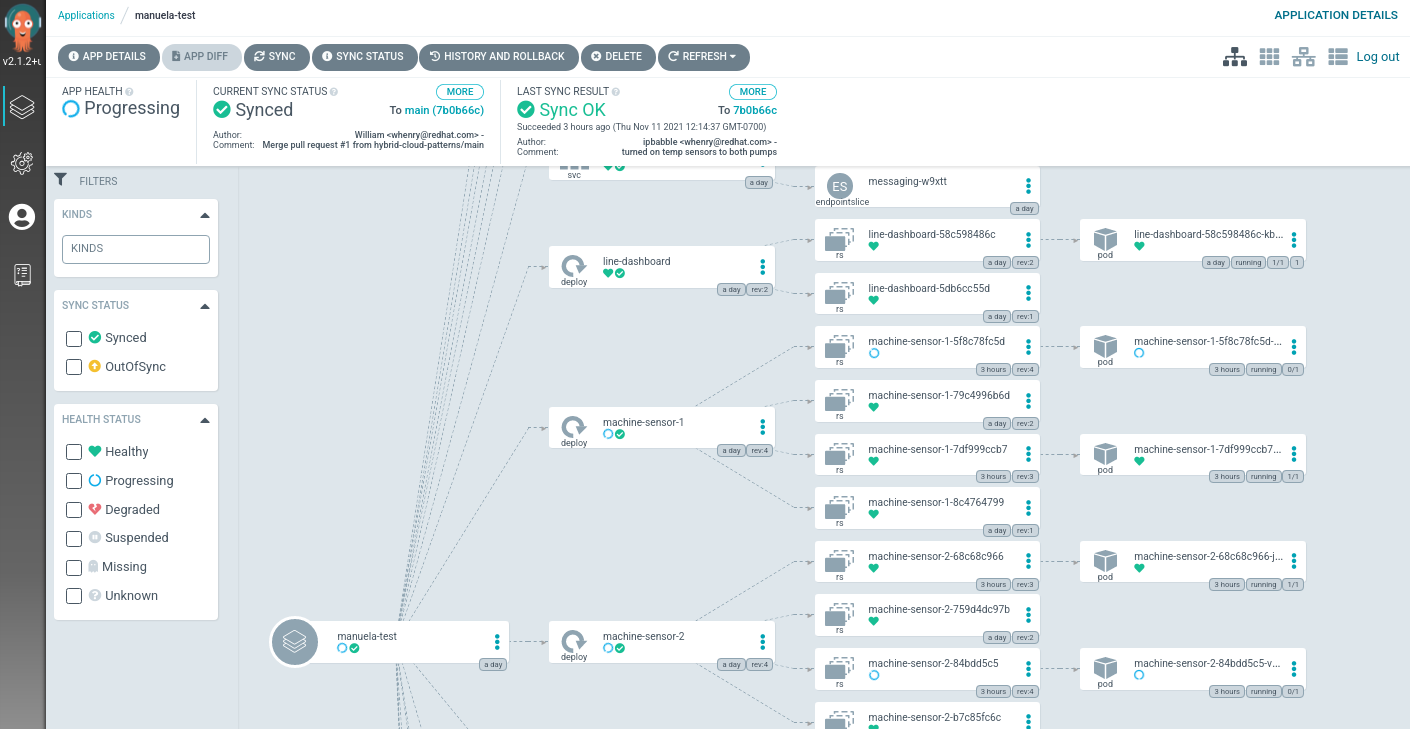 Applications / manuela-test
APPLICATION DETAILS
v2.1.2+
APP DETAILS
APP DIFF
SYNC
SYNC STATUS
HISTORY AND ROLLBACK
DELETE
REFRESH
Log out
APP HEALTH
Progressing
CURRENT SYNC STATUS
MORE
Synced
To main (7b0b66c)
Author: William <whenry@redhat.com> -
Comment: Merge pull request #1 from hybrid-cloud-patterns/main
LAST SYNC RESULT
MORE
Sync OK
To 7b0b66c
Succeeded 3 hours ago (Thu Nov 11 2021 12:14:37 GMT-0700)
Author: ipbabble <whenry@redhat.com> -
Comment: turned on temp sensors to both pumps
FILTERS
KINDS
KINDS
SYNC STATUS
Synced
OutOfSync
HEALTH STATUS
Healthy
Progressing
Degraded
Suspended
Missing
Unknown
manuela-test
a day
svc
a day
line-dashboard
deploy
a day rev:2
machine-sensor-1
deploy
a day rev:4
machine-sensor-2
deploy
a day rev:4
messaging-w9xtt
ES
endpointslice
a day
line-dashboard-58c598486c
rs
a day rev:2
line-dashboard-5db6cc55d
rs
a day rev:1
machine-sensor-1-5f8c78fc5d
rs
3 hours rev:4
machine-sensor-1-79c4996b6d
rs
a day rev:2
machine-sensor-1-7df999ccb7
rs
3 hours rev:3
machine-sensor-1-8c4764799
rs
a day rev:1
machine-sensor-2-68c68c966
rs
3 hours rev:3
machine-sensor-2-759d4dc97b
rs
a day rev:2
machine-sensor-2-84bdd5c5
rs
3 hours rev:4
machine-sensor-2-b7c85fc6c
line-dashboard-58c598486c-kb...
pod
a day running 1/1 1
machine-sensor-1-5f8c78fc5d-...
pod
3 hours running 0/1
machine-sensor-1-7df999ccb7...
pod
3 hours running 1/1
machine-sensor-2-68c68c966-j...
pod
3 hours running 1/1
machine-sensor-2-84bdd5c5-v...
pod
3 hours running 0/1